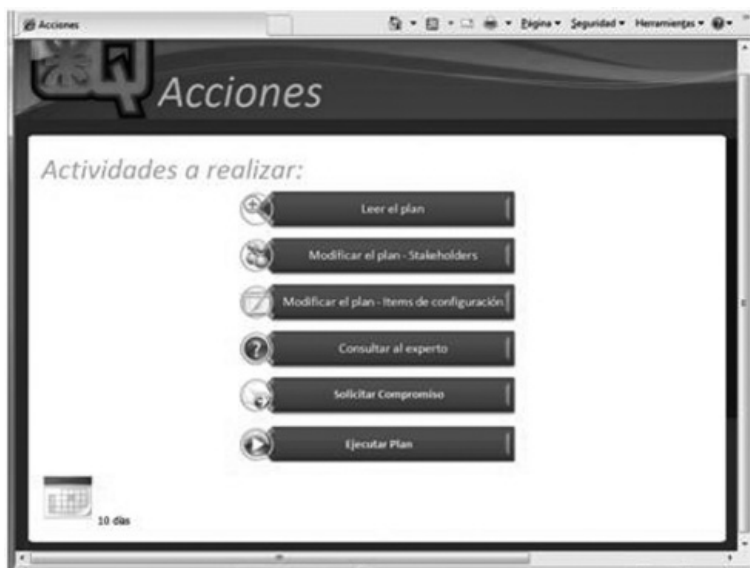 Acciones
Página Seguridad Herramientas
Acciones
Actividades a realizar:
Leer el plan
Modificar el plan - Stakeholders
Modificar el plan - Items de configuración
Consultar al experto
Solicitar Compromiso
Ejecutar Plan
10 días